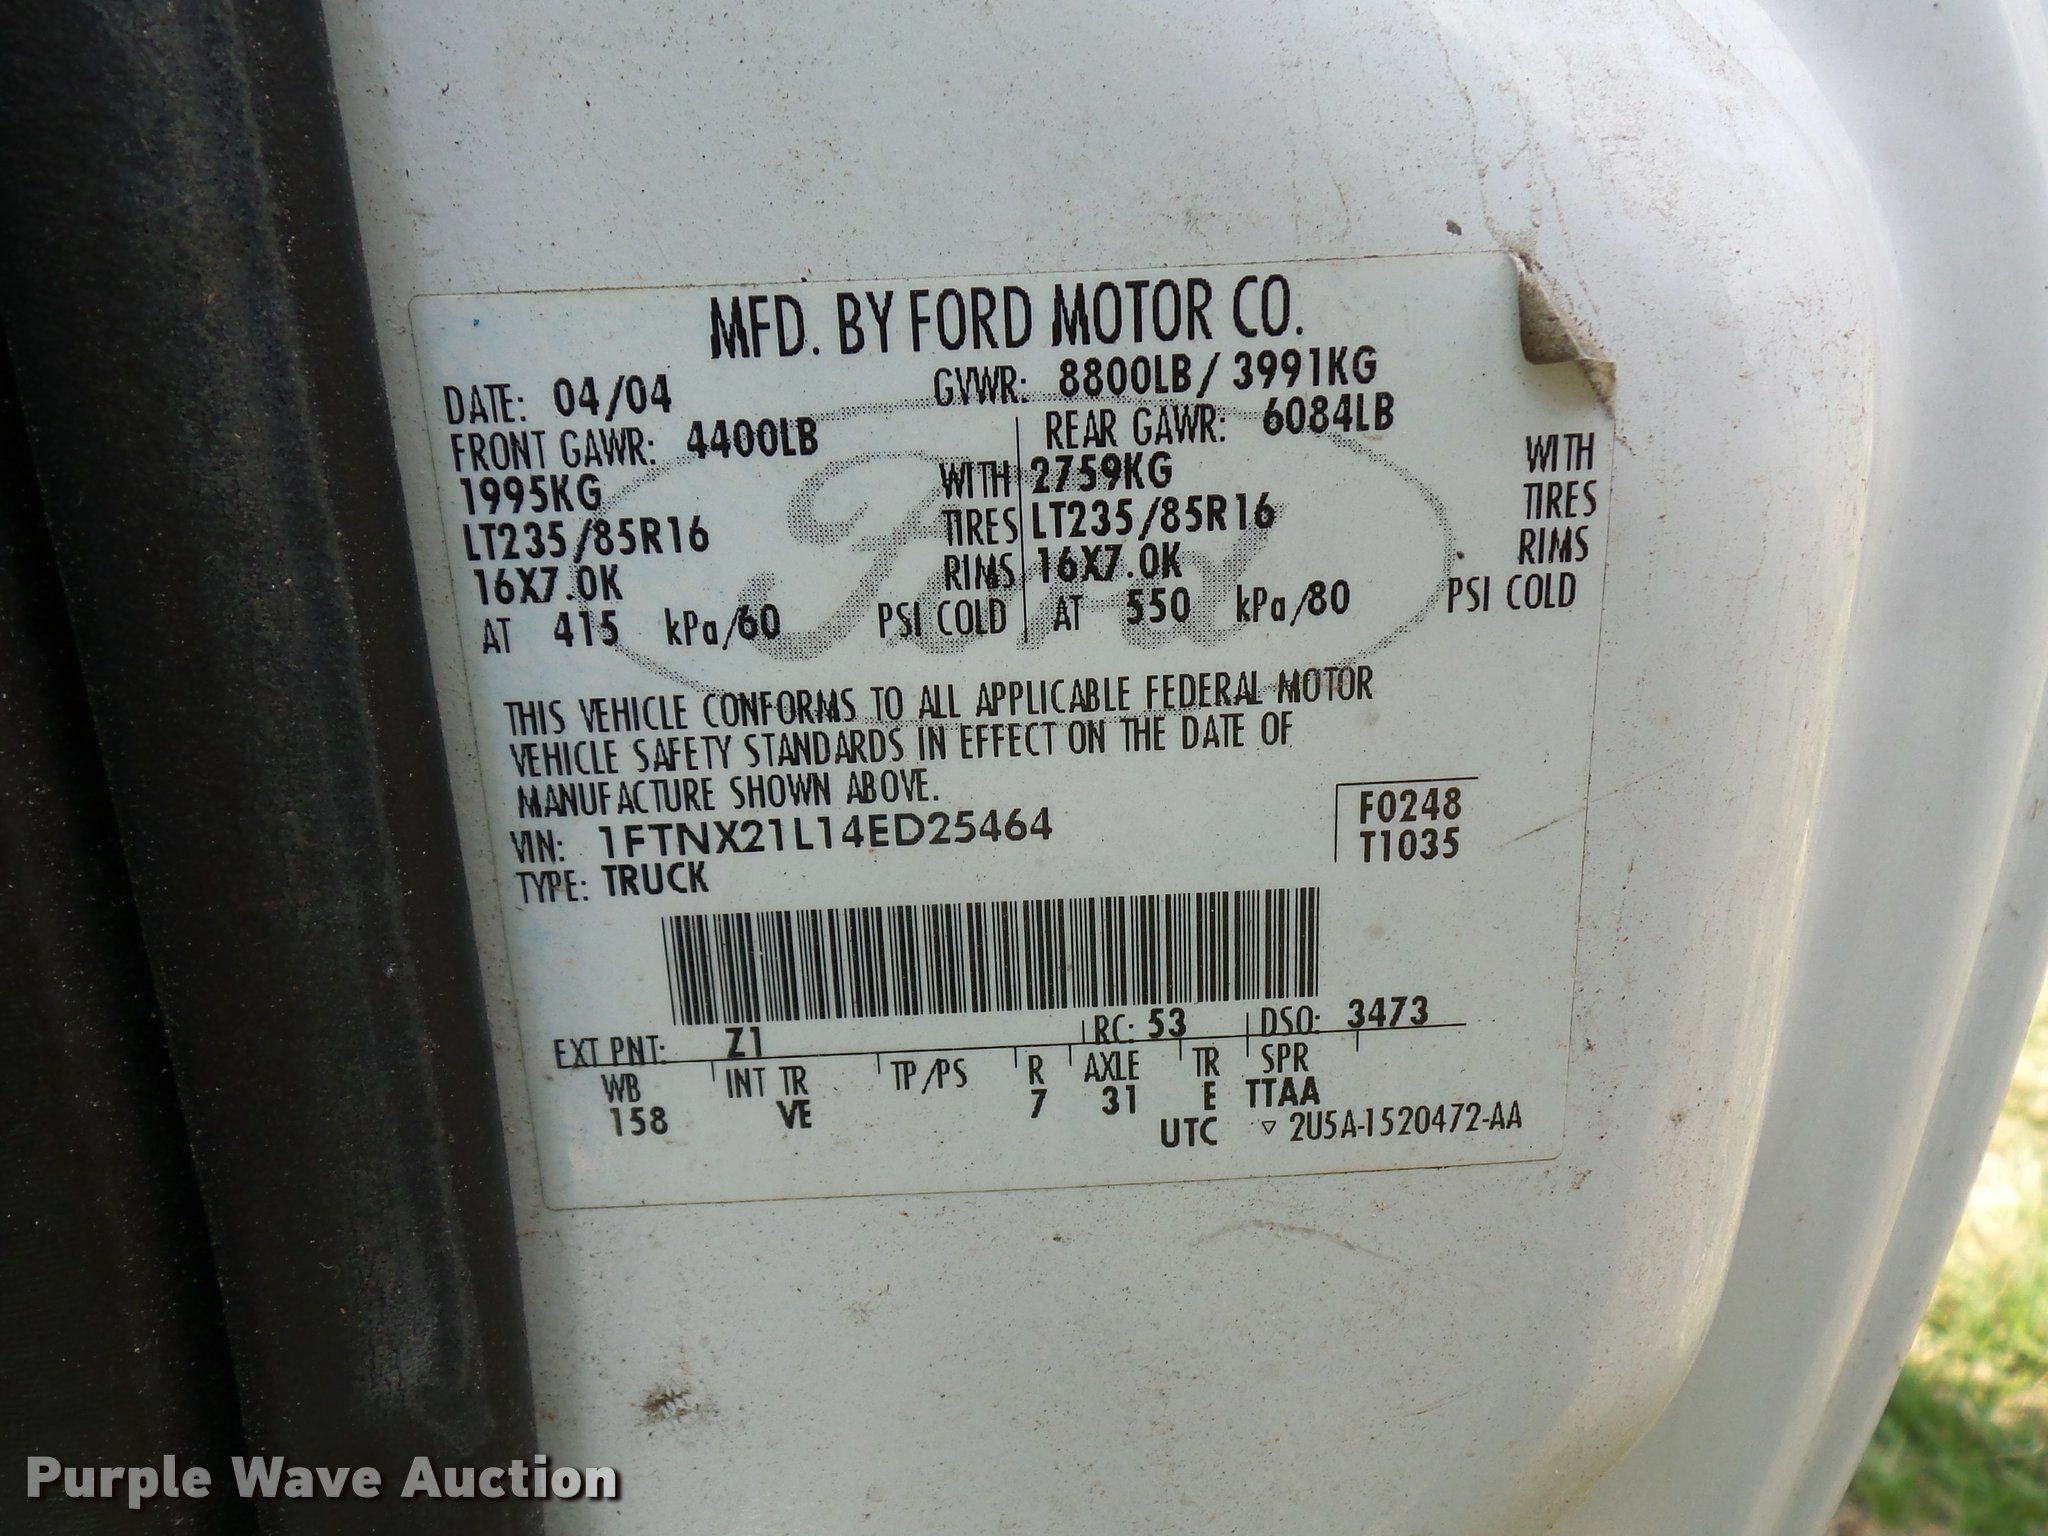 MFD. BY FORD MOTOR CO.
DATE: 04/04 GVWR: 8800LB/ 3991KG
FRONT GAWR: 4400LB REAR GAWR: 6084LB
1995KG WITH 2759KG WITH
LT235/85R16 TIRES LT235/85R16 TIRES
16X7.0K RIMS 16X7.0K RIMS
AT 415 kPa/60 PSI COLD AT 550 kPa/80 PSI COLD
Ford
THIS VEHICLE CONFORMS TO ALL APPLICABLE FEDERAL MOTOR
VEHICLE SAFETY STANDARDS IN EFFECT ON THE DATE OF
MANUFACTURE SHOWN ABOVE.
VIN: 1FTNX21L14ED25464 F0248
TYPE: TRUCK T1035
EXT PNT: Z1 RC: 53 DSO: 3473
WB INT TR TP/PS R AXLE TR SPR
158 VE 7 31 E TTAA
UTC ▽ 2U5A-1520472-AA
Purple Wave Auction